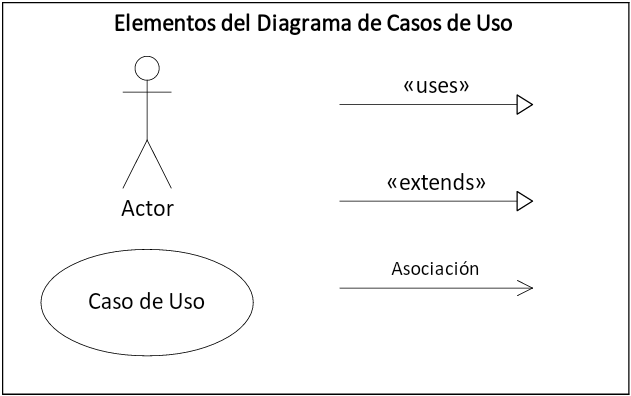 Elementos del Diagrama de Casos de Uso
«uses»
«extends»
Actor
Asociación
Caso de Uso